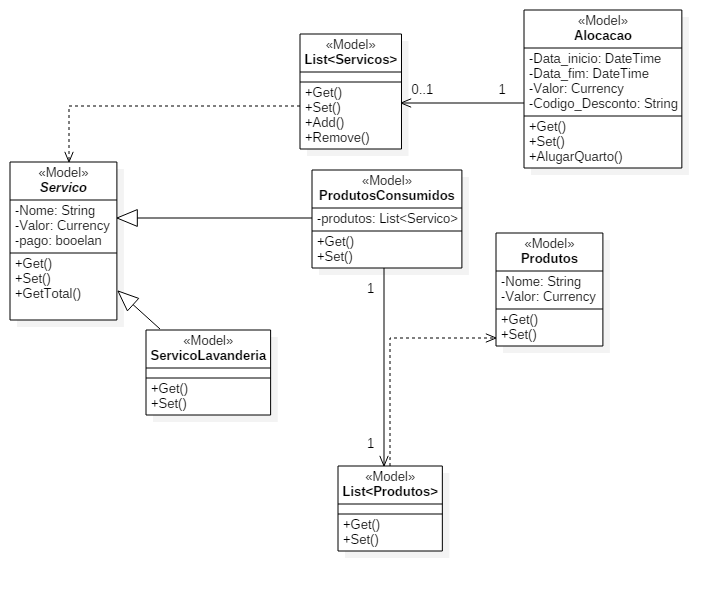 «Model»
List<Servicos>
+Get()
+Set()
+Add()
+Remove()
«Model»
Alocacao
-Data_inicio: DateTime
-Data_fim: DateTime
-Valor: Currency
-Codigo_Desconto: String
+Get()
+Set()
+AlugarQuarto()
0..1
1
«Model»
Servico
-Nome: String
-Valor: Currency
-pago: booelan
+Get()
+Set()
+GetTotal()
«Model»
ProdutosConsumidos
-produtos: List<Servico>
+Get()
+Set()
«Model»
Produtos
-Nome: String
-Valor: Currency
+Get()
+Set()
1
«Model»
ServicoLavanderia
+Get()
+Set()
1
«Model»
List<Produtos>
+Get()
+Set()